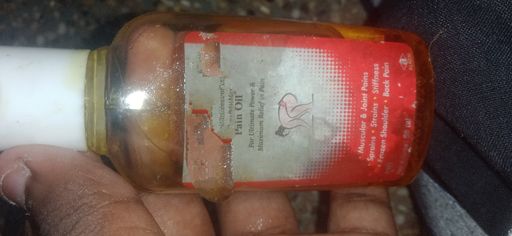 Pain Oil
For Ultimate Power &
Maximum Relief in Pain
• Muscular & Joint Pains
• Sprains • Strains • Stiffness
• Frozen Shoulder • Back Pain